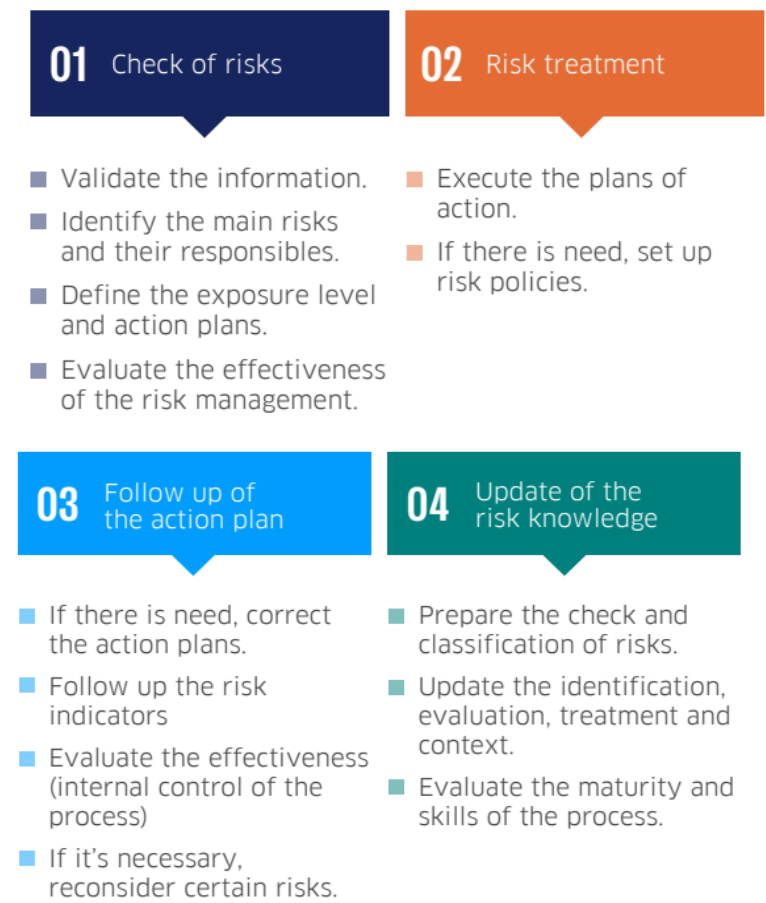 01 Check of risks
Validate the information.
Identify the main risks
and their responsibles.
Define the exposure level
and action plans.
Evaluate the effectiveness
of the risk management.
02 Risk treatment
Execute the plans of
action.
If there is need, set up
risk policies.
03 Follow up of
the action plan
If there is need, correct
the action plans.
Follow up the risk
indicators
Evaluate the effectiveness
(internal control of the
process)
If it's necessary,
reconsider certain risks.
04 Update of the
risk knowledge
Prepare the check and
classification of risks.
Update the identification,
evaluation, treatment and
context.
Evaluate the maturity and
skills of the process.